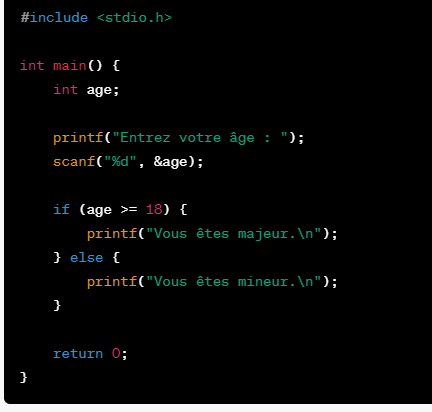 #include <stdio.h>
int main() {
int age;
printf("Entrez votre âge : ");
scanf("%d", &age);
if (age >= 18) {
printf("Vous êtes majeur.\n");
} else {
printf("Vous êtes mineur.\n");
}
return 0;
}